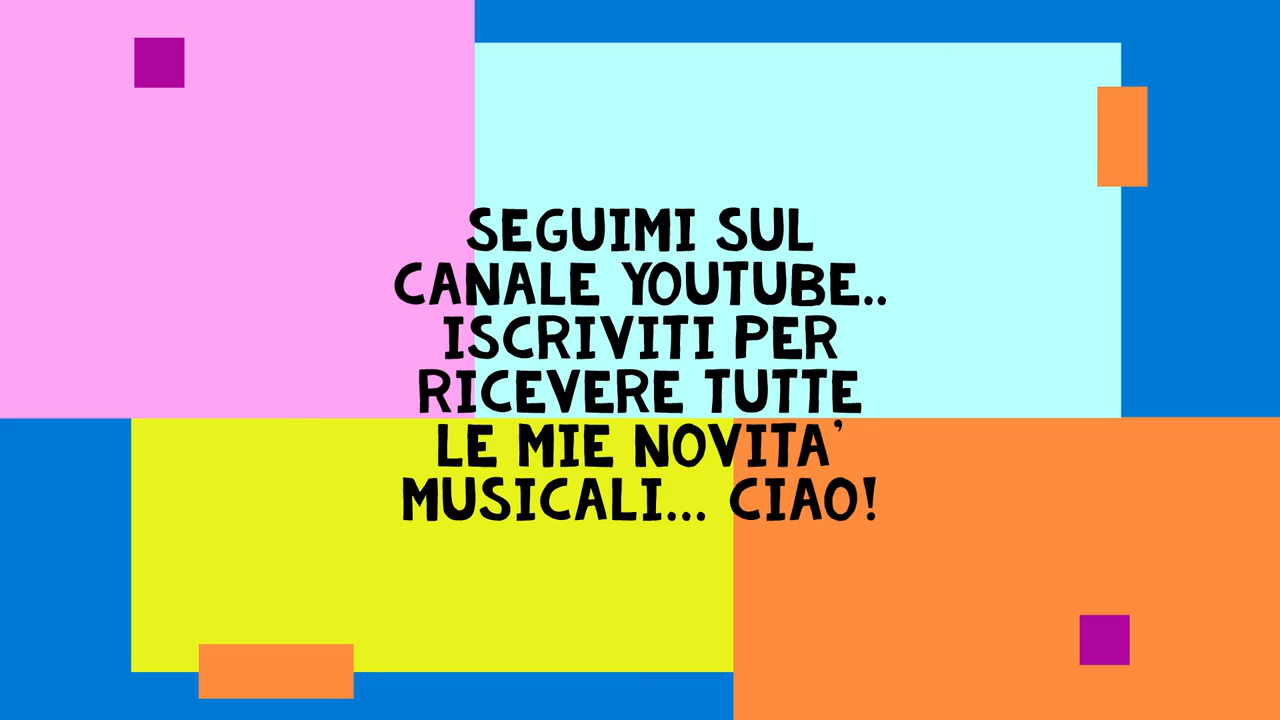 SEGUIMI SUL
CANALE YOUTUBE..
ISCRIVITI PER
RICEVERE TUTTE
LE MIE NOVITA'
MUSICALI... CIAO!